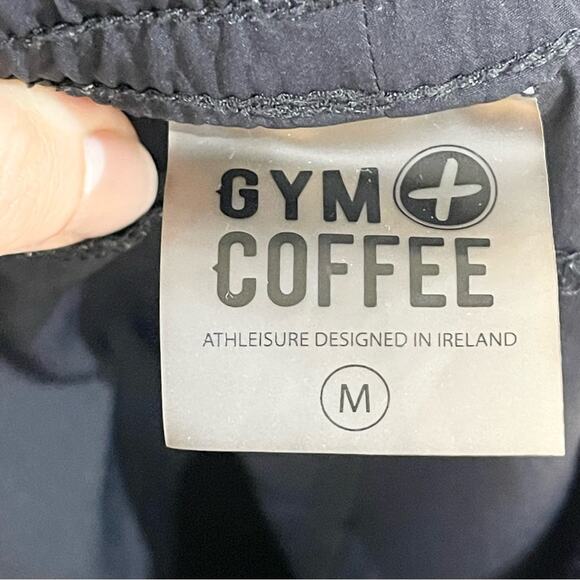 GYM +
COFFEE
ATHLEISURE DESIGNED IN IRELAND
M